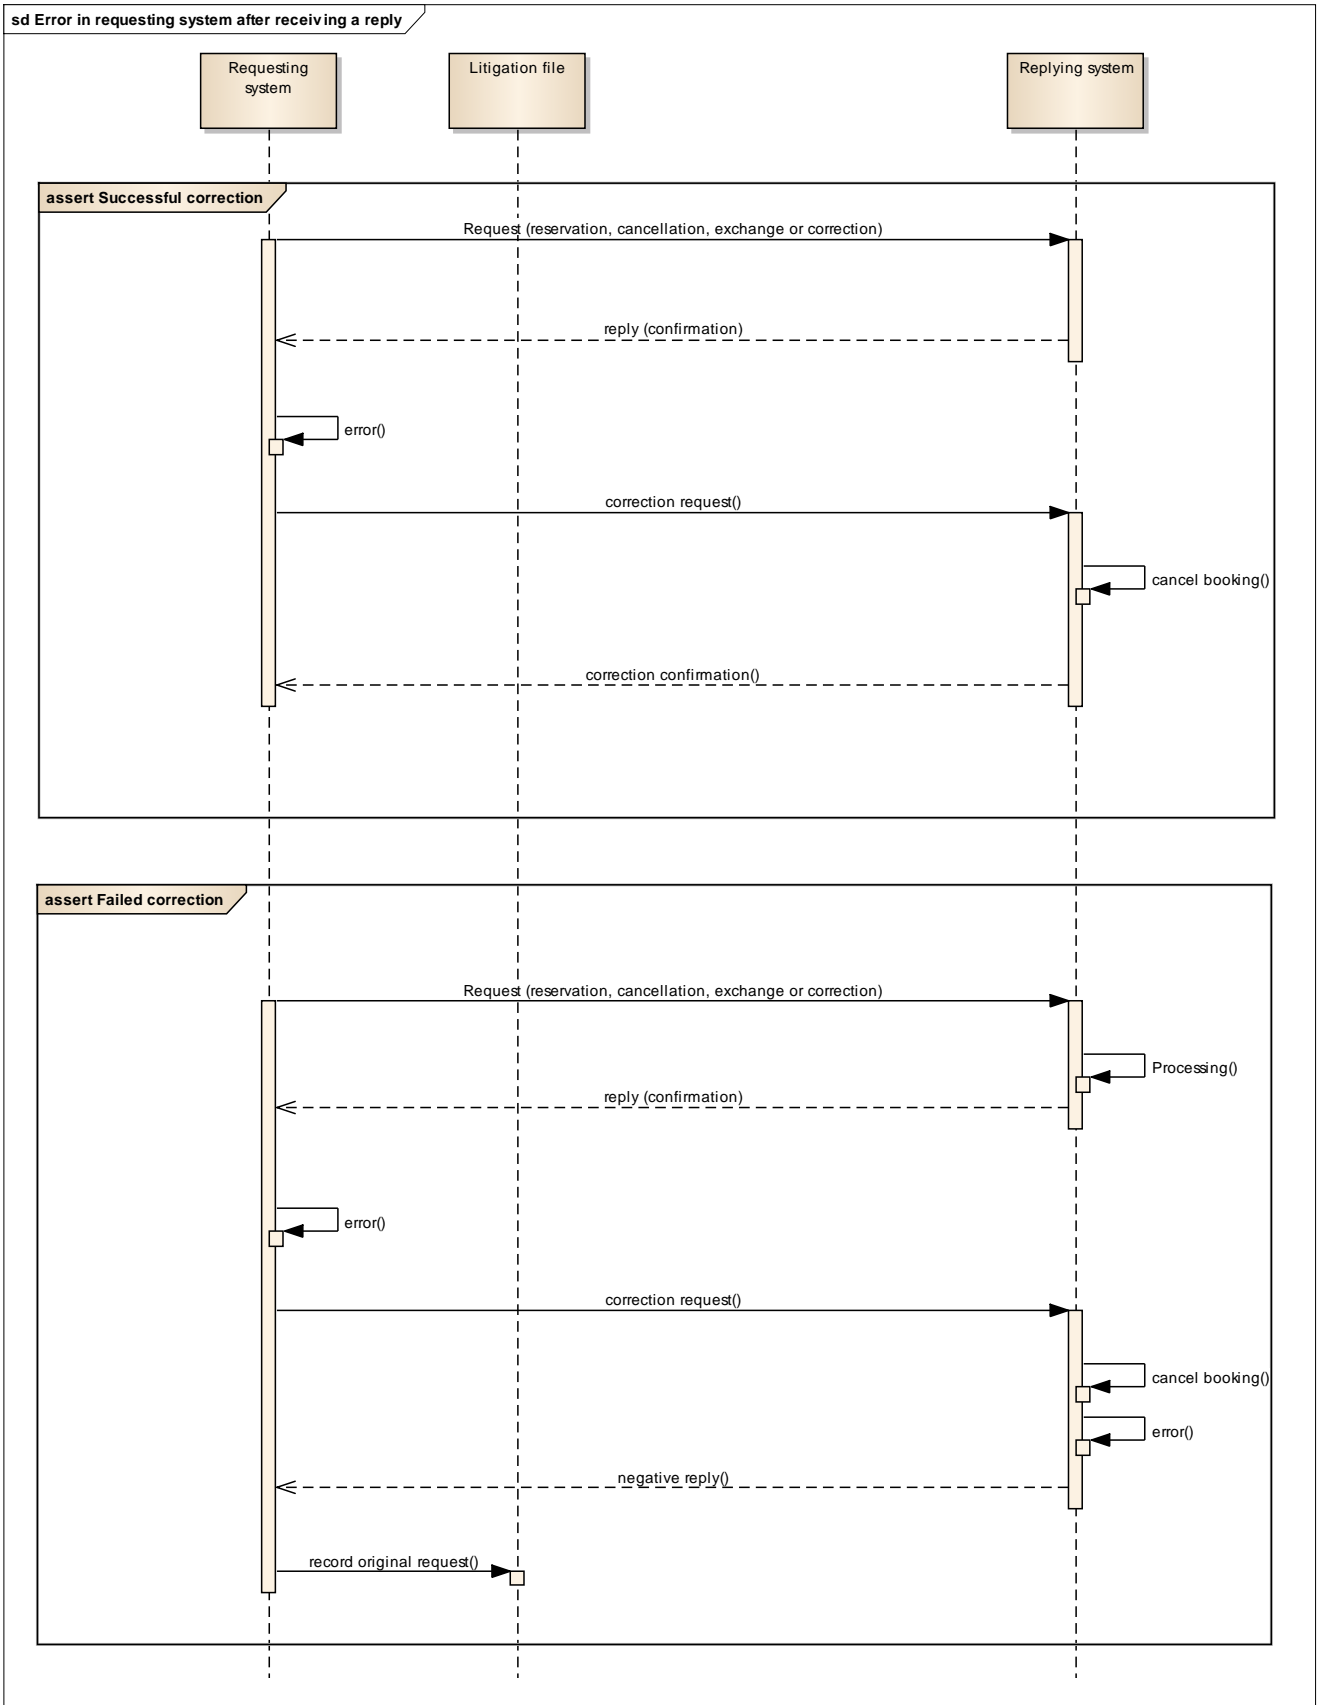 sd Error in requesting system after receiving a reply
Requesting
system
Litigation file
Replying system
assert Successful correction
Request (reservation, cancellation, exchange or correction)
reply (confirmation)
error()
correction request()
cancel booking()
correction confirmation()
assert Failed correction
Request (reservation, cancellation, exchange or correction)
Processing()
reply (confirmation)
error()
correction request()
cancel booking()
error()
negative reply()
record original request()